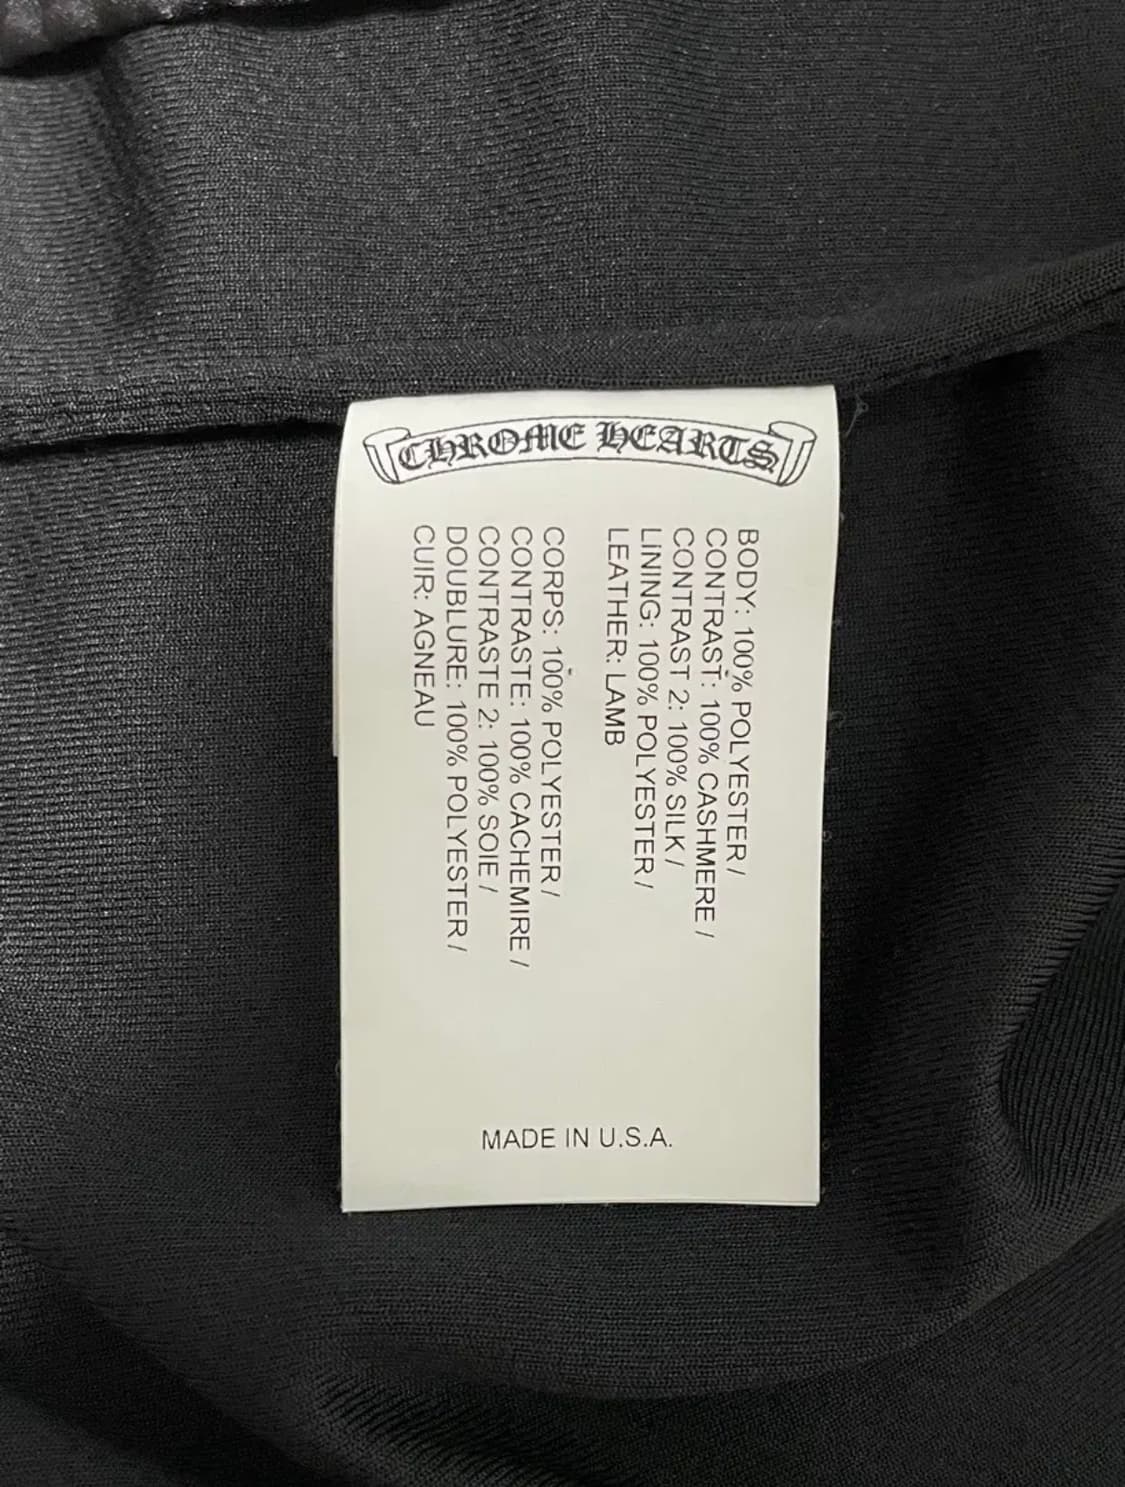 CHROME HEARTS
BODY: 100% POLYESTER/
CONTRAST: 100% CASHMERE /
CONTRAST 2: 100% SILK /
LINING: 100% POLYESTER/
LEATHER: LAMB
CORPS: 100% POLYESTER/
CONTRASTE: 100% CACHEMIRE /
CONTRASTE 2: 100% SOIE /
DOUBLURE: 100% POLYESTER/
CUIR: AGNEAU
MADE IN U.S.A.